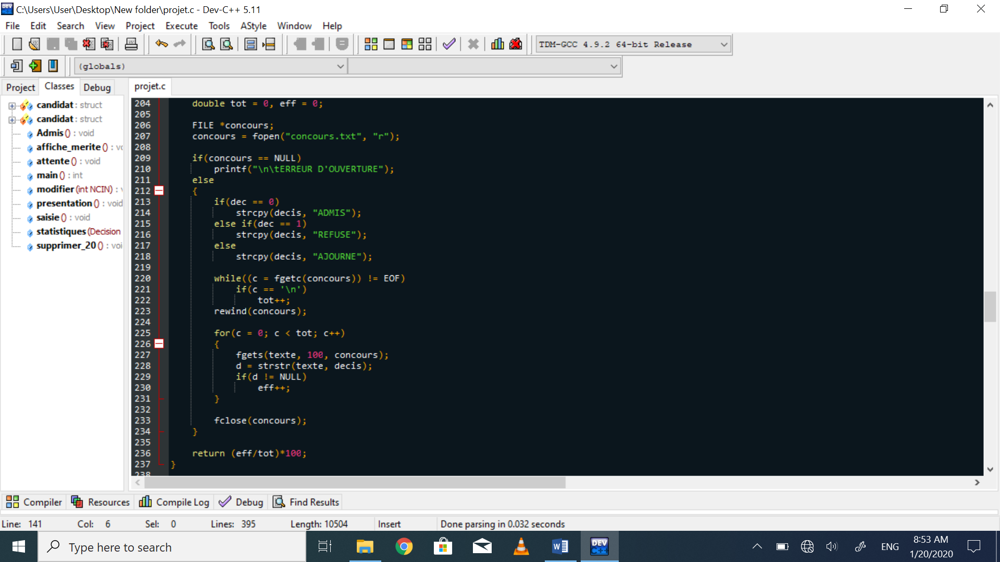 C:\Users\User\Desktop\New folder\projet.c - Dev-C++ 5.11
File Edit Search View Project Execute Tools AStyle Window Help
TDM-GCC 4.9.2 64-bit Release
(globals)
Project Classes Debug
projet.c
candidat : struct
candidat : struct
Admis () : void
affiche_merite () : vo
attente () : void
main () : int
modifier (int NCIN) :
presentation () : void
saisie () : void
statistiques (Decision
supprimer_20 () : voi
204 double tot = 0, eff = 0;
205
206 FILE *concours;
207 concours = fopen("concours.txt", "r");
208
209 if(concours == NULL)
210 printf("\n\tERREUR D'OUVERTURE");
211 else
212 {
213 if(dec == 0)
214 strcpy(decis, "ADMIS");
215 else if(dec == 1)
216 strcpy(decis, "REFUSE");
217 else
218 strcpy(decis, "AJOURNE");
219
220 while((c = fgetc(concours)) != EOF)
221 if(c == '\n')
222 tot++;
223 rewind(concours);
224
225 for(c = 0; c < tot; c++)
226 {
227 fgets(texte, 100, concours);
228 d = strstr(texte, decis);
229 if(d != NULL)
230 eff++;
231 }
232
233 fclose(concours);
234 }
235
236 return (eff/tot)*100;
237 }
238
Compiler Resources Compile Log Debug Find Results
Line: 141 Col: 6 Sel: 0 Lines: 395 Length: 10504 Insert Done parsing in 0.032 seconds
Type here to search
DEV C++
ENG
8:53 AM
1/20/2020